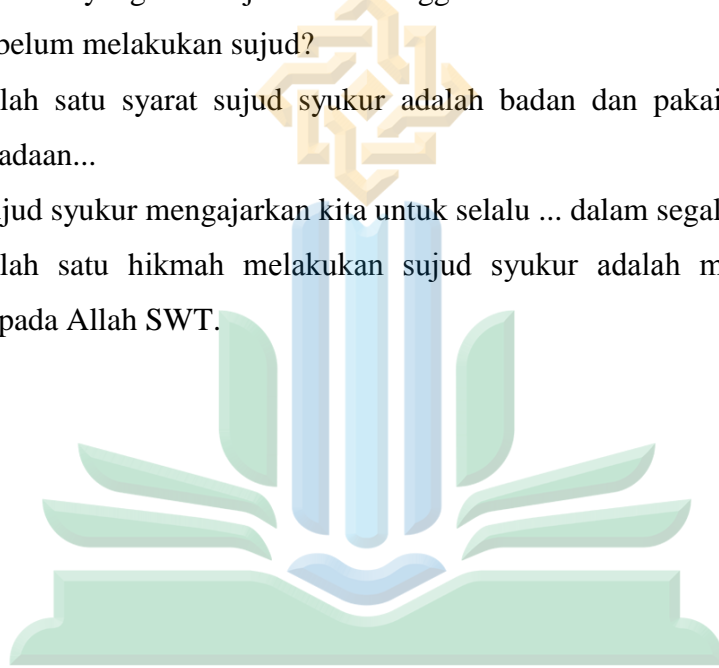 belum melakukan sujud?
lah satu syarat sujud syukur adalah badan dan pakai
adaan...
jud syukur mengajarkan kita untuk selalu ... dalam segal
lah satu hikmah melakukan sujud syukur adalah m
pada Allah SWT.